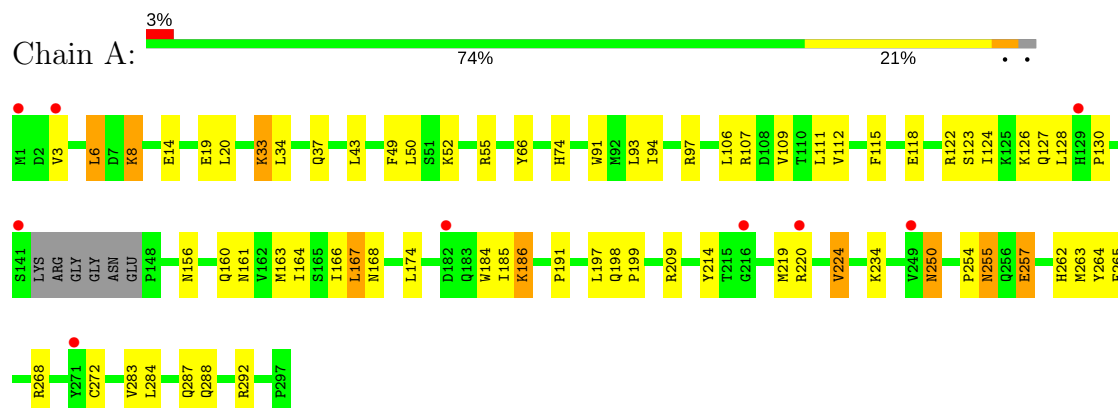 3%
Chain A:
74% 21% • •
M1 D2 V3 L6 D7 K8 E14 E19 L20 K33 L34 Q37 L43 F49 L50 S51 K52 R55 Y66 H74 W91 M92 L93 I94 R97 L106 R107 D108 V109 T110 L111 V112 F115 E118 R122 S123 I124 K125 K126 Q127 L128 H129 P130
S141 LYS ARG GLY GLY ASN GLU P148 N156 Q160 N161 V162 M163 I164 S165 I166 L167 N168 L174 D182 Q183 W184 I185 K186 P191 L197 Q198 P199 R209 Y214 T215 G216 M219 R220 V224 K234 V249 N250 P254 N255 Q256 E257 H262 M263 Y264
R268 Y271 C272 V283 L284 Q287 Q288 R292 P297